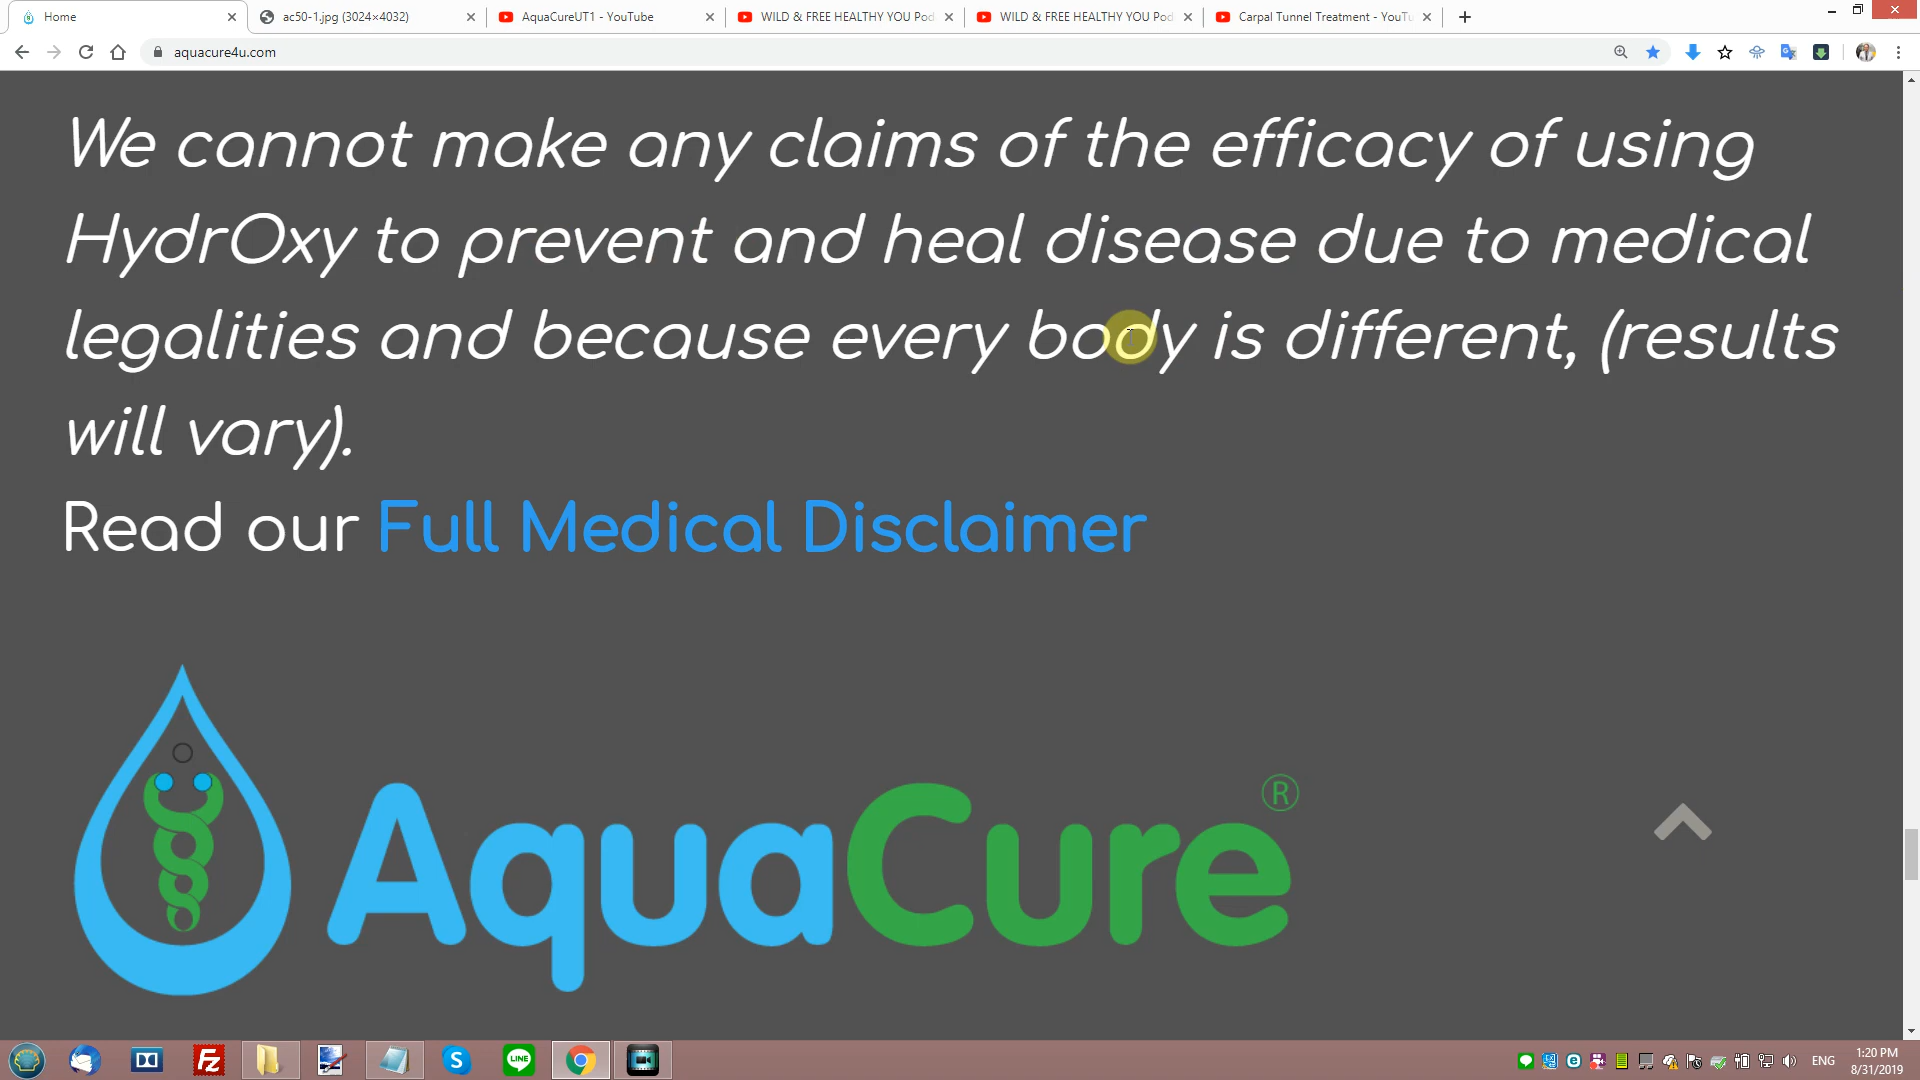 Home
ac50-1.jpg (3024×4032)
AquaCureUT1 - YouTube
WILD & FREE HEALTHY YOU Pod
WILD & FREE HEALTHY YOU Pod
Carpal Tunnel Treatment - YouTu
aquacure4u.com
We cannot make any claims of the efficacy of using
HydrOxy to prevent and heal disease due to medical
legalities and because every body is different, (results
will vary).
Read our Full Medical Disclaimer
AquaCure®
LINE
ENG
1:20 PM
8/31/2019